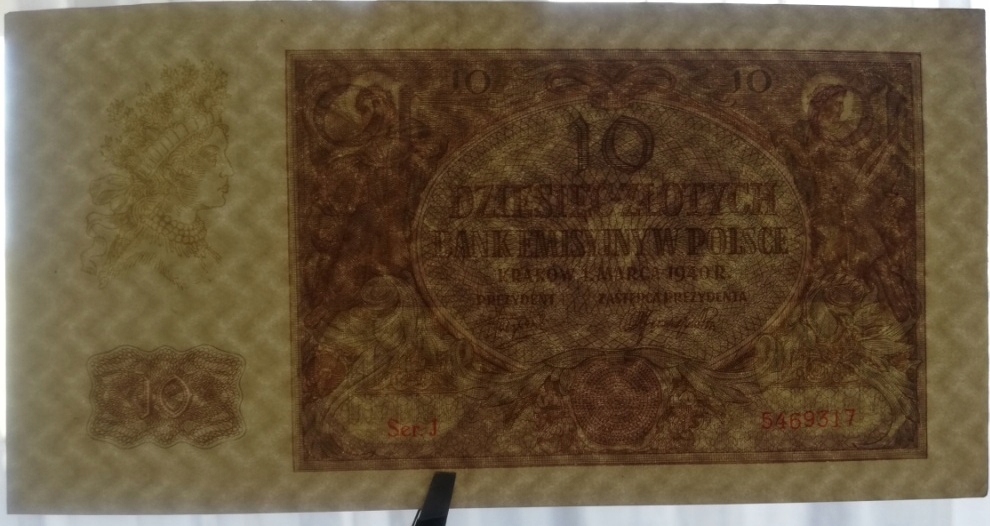 10 10
10
DZIESIĘĆ ZŁOTYCH
BANK EMISYJNY W POLSCE
KRAKÓW 1. MARCA 1940 R.
PREZYDENT ZASTĘPCA PREZYDENTA
10
Ser. J 5469317